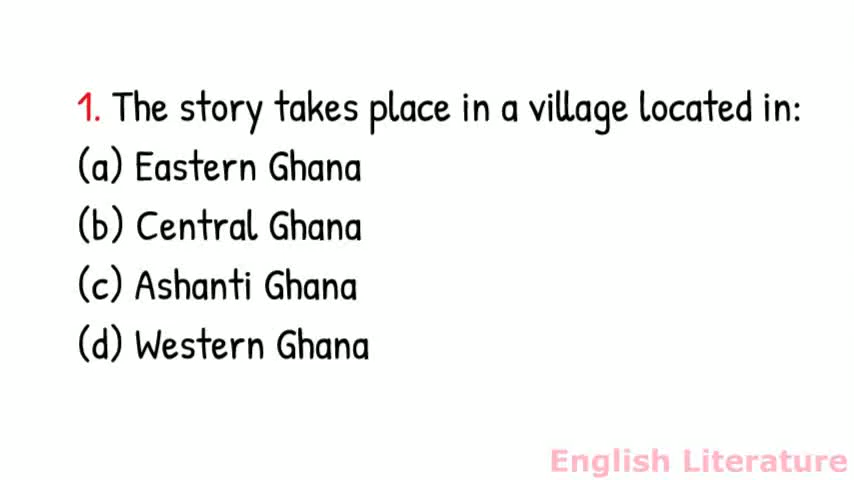 1. The story takes place in a village located in:
(a) Eastern Ghana
(b) Central Ghana
(c) Ashanti Ghana
(d) Western Ghana
English Literature